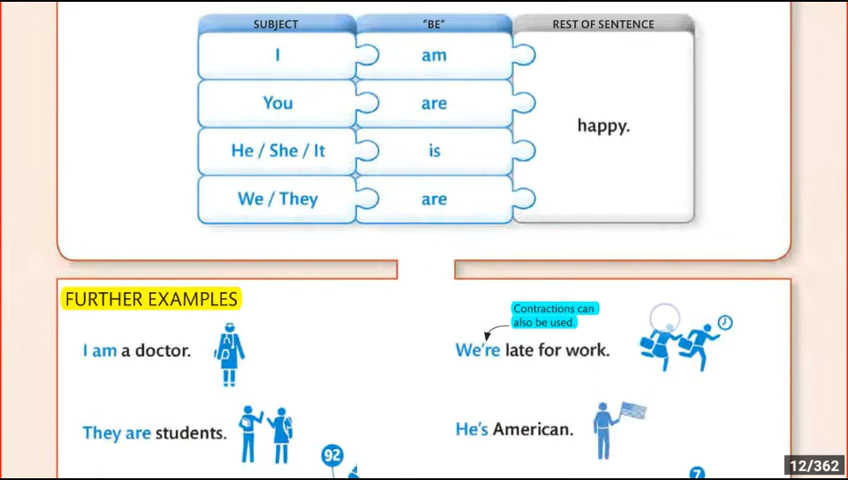 SUBJECT "BE" REST OF SENTENCE
I am
You are
happy.
He / She / It is
We / They are
FURTHER EXAMPLES
Contractions can
also be used.
I am a doctor.
We're late for work.
They are students.
He's American.
92
7
12/362